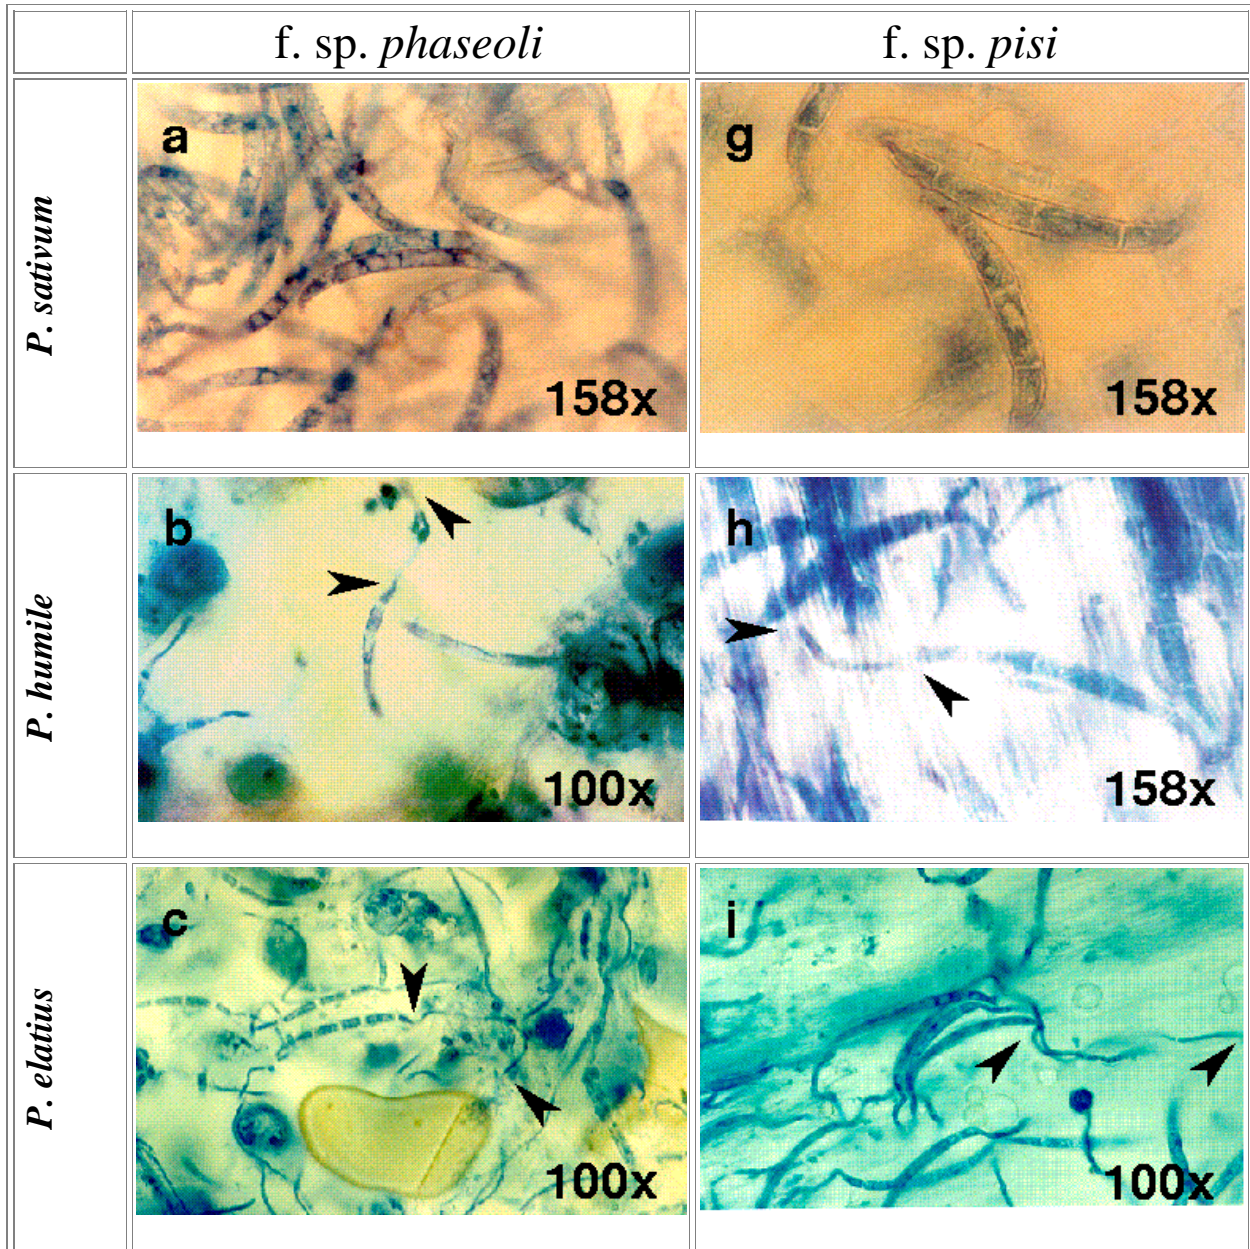 f. sp. phaseoli
f. sp. pisi
P. sativum
a
158x
g
158x
P. humile
b
100x
h
158x
P. elatius
c
100x
i
100x